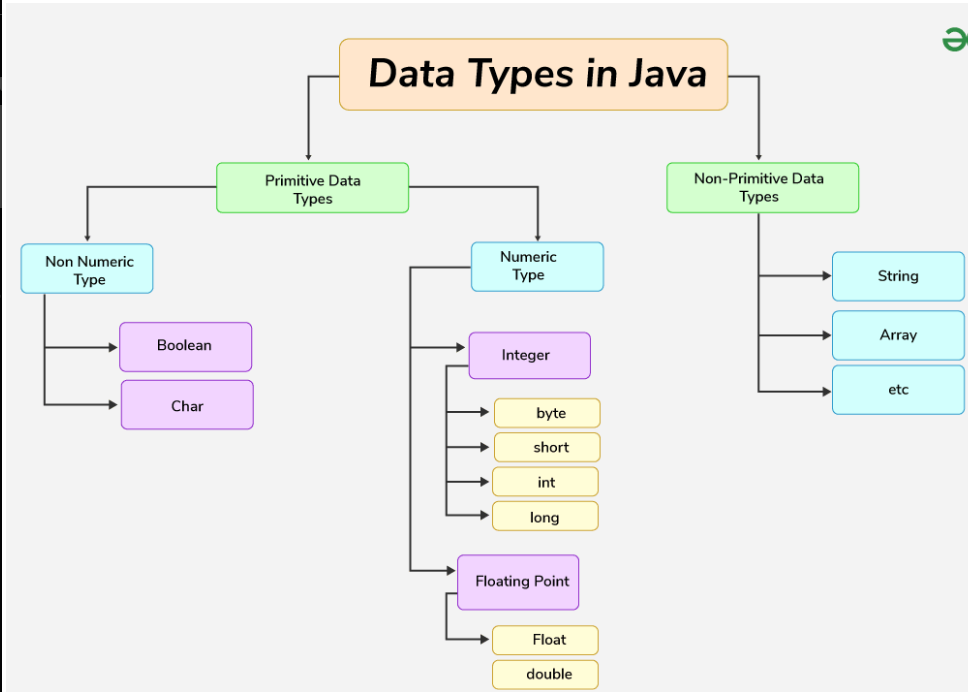 Data Types in Java
Primitive Data
Types
Non-Primitive Data
Types
Non Numeric
Type
Numeric
Type
String
Boolean
Integer
Array
Char
etc
byte
short
int
long
Floating Point
Float
double